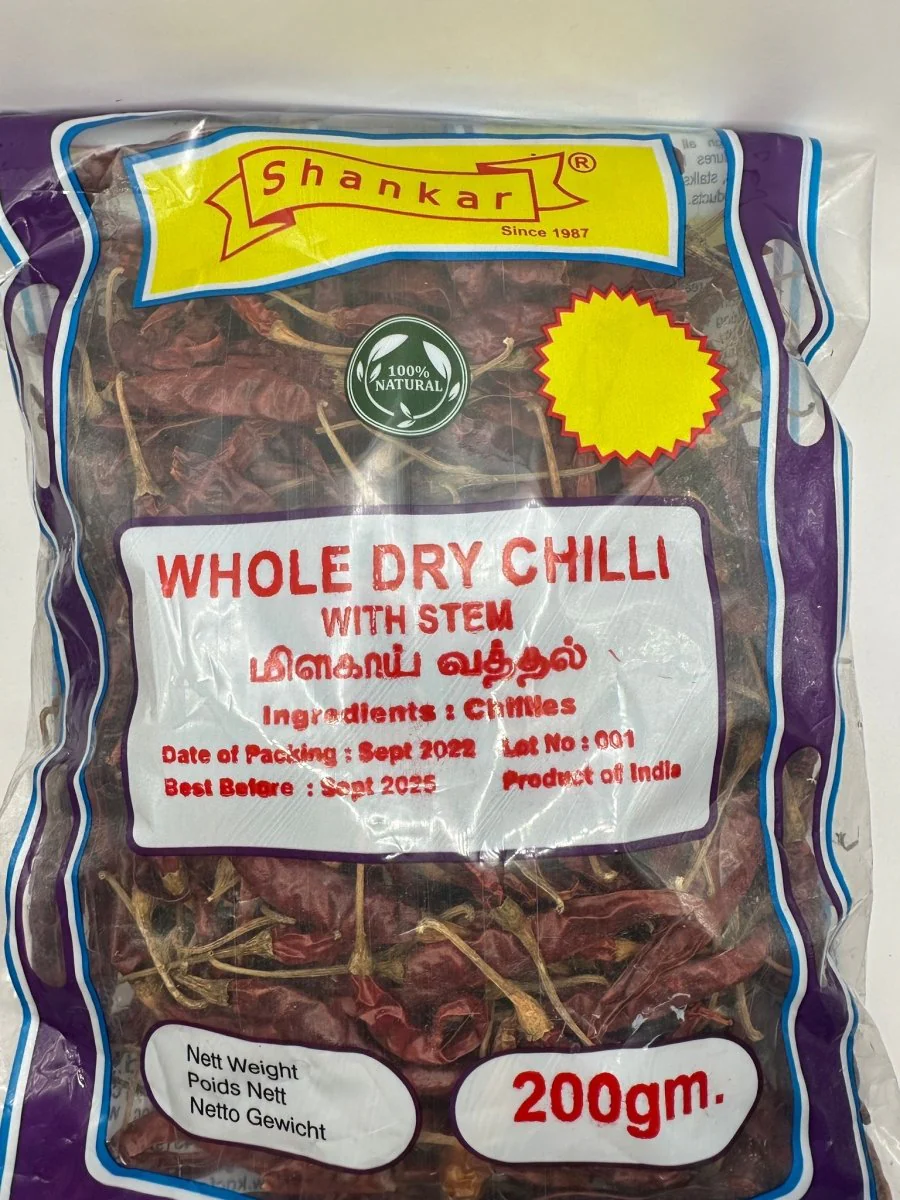 Shankar®
Since 1987
100%
NATURAL
WHOLE DRY CHILLI
WITH STEM
மிளகாய் வத்தல்
Ingredients : Chillies
Date of Packing : Sept 2022 Lot No : 001
Best Before : Sept 2025 Product of India
Nett Weight
Poids Nett
Netto Gewicht
200gm.